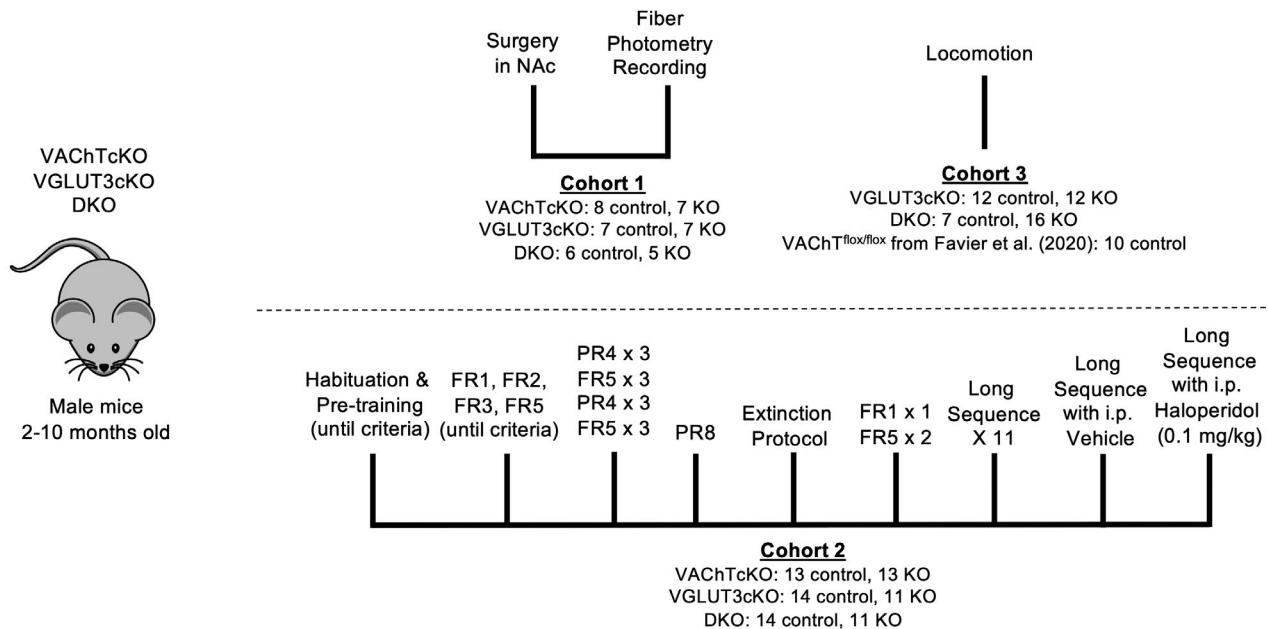 VAChTcKO
VGLUT3cKO
DKO
Male mice
2-10 months old
Surgery
in NAc
Fiber
Photometry
Recording
Cohort 1
VAChTcKO: 8 control, 7 KO
VGLUT3cKO: 7 control, 7 KO
DKO: 6 control, 5 KO
Locomotion
Cohort 3
VGLUT3cKO: 12 control, 12 KO
DKO: 7 control, 16 KO
VAChTflox/flox from Favier et al. (2020): 10 control
Habituation &
Pre-training
(until criteria)
FR1, FR2,
FR3, FR5
(until criteria)
PR4 x 3
FR5 x 3
PR4 x 3
FR5 x 3
PR8
Extinction
Protocol
FR1 x 1
FR5 x 2
Long
Sequence
X 11
Long
Sequence
with i.p.
Vehicle
Long
Sequence
with i.p.
Haloperidol
(0.1 mg/kg)
Cohort 2
VAChTcKO: 13 control, 13 KO
VGLUT3cKO: 14 control, 11 KO
DKO: 14 control, 11 KO